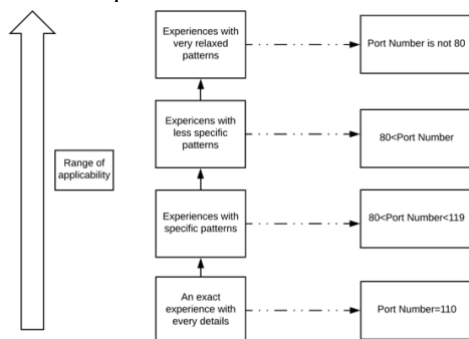 Experiences with
very relaxed
patterns
Port Number is not 80
Expericens with
less specific
patterns
80<Port Number
Range of
applicability
Experiences with
specific patterns
80<Port Number<119
An exact
experience with
every details
Port Number=110